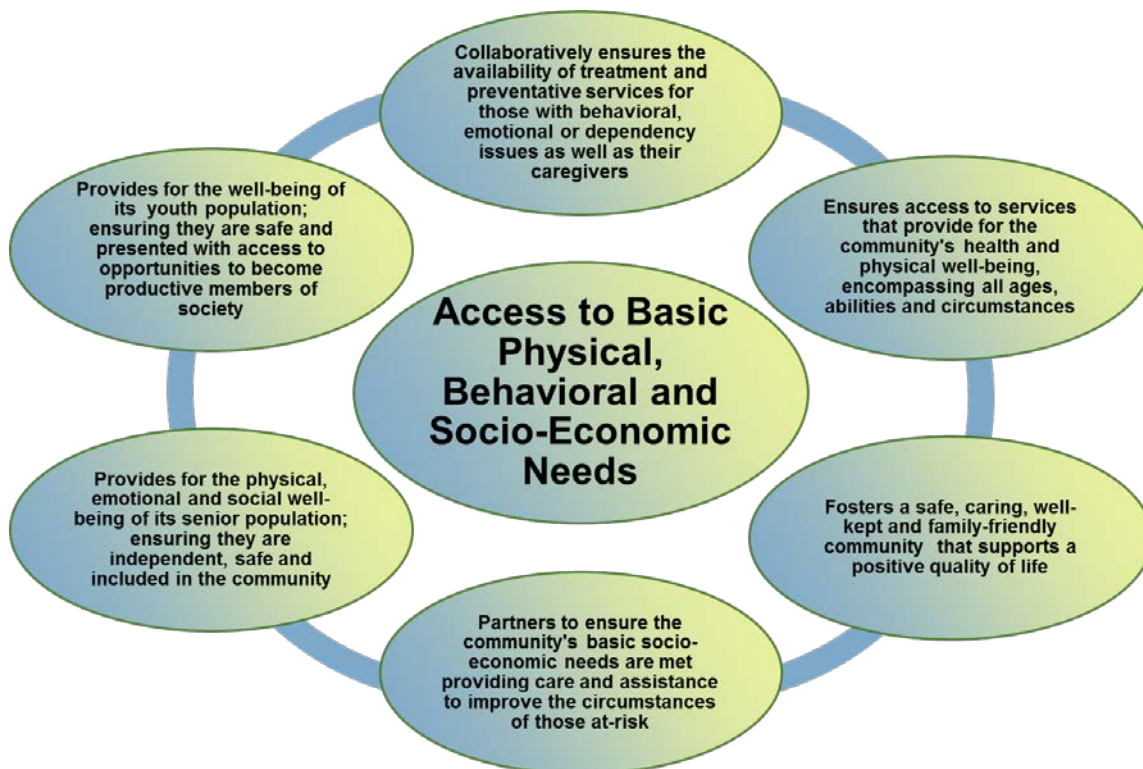 Collaboratively ensures the
availability of treatment and
preventative services for
those with behavioral,
emotional or dependency
issues as well as their
caregivers
Ensures access to services
that provide for the
community's health and
physical well-being,
encompassing all ages,
abilities and circumstances
Fosters a safe, caring, well-
kept and family-friendly
community that supports a
positive quality of life
Partners to ensure the
community's basic socio-
economic needs are met
providing care and assistance
to improve the circumstances
of those at-risk
Provides for the physical,
emotional and social well-
being of its senior population;
ensuring they are
independent, safe and
included in the community
Provides for the well-being of
its youth population;
ensuring they are safe and
presented with access to
opportunities to become
productive members of
society
Access to Basic
Physical,
Behavioral and
Socio-Economic
Needs